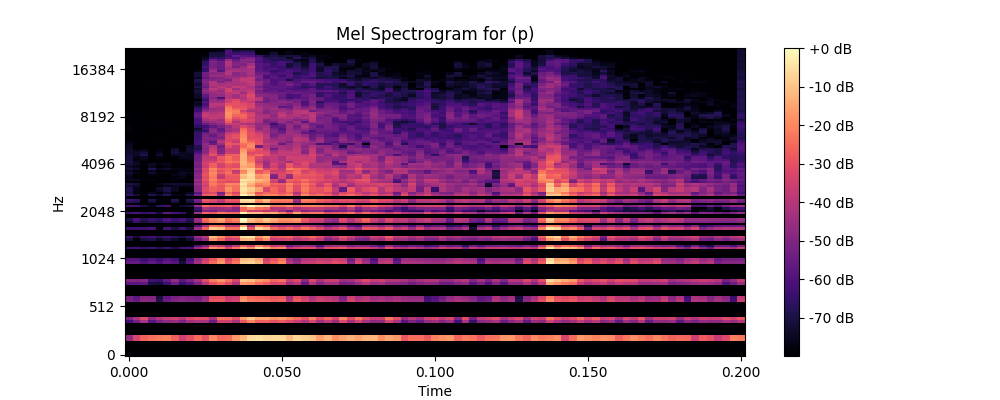 Mel Spectrogram for (p)
Hz
16384
8192
4096
2048
1024
512
0
0.000 0.050 0.100 0.150 0.200
Time
+0 dB
-10 dB
-20 dB
-30 dB
-40 dB
-50 dB
-60 dB
-70 dB